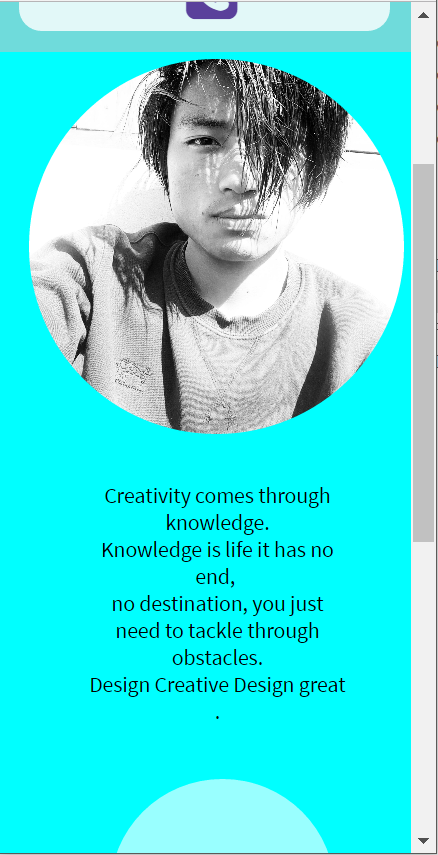 Creativity comes through
knowledge.
Knowledge is life it has no
end,
no destination, you just
need to tackle through
obstacles.
Design Creative Design great
.